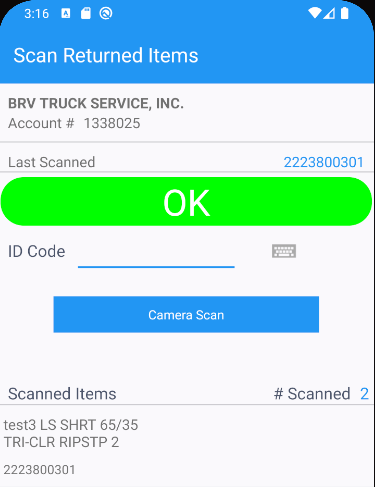 3:16
Scan Returned Items
BRV TRUCK SERVICE, INC.
Account # 1338025
Last Scanned 2223800301
OK
ID Code
Camera Scan
Scanned Items # Scanned 2
test3 LS SHRT 65/35
TRI-CLR RIPSTP 2
2223800301